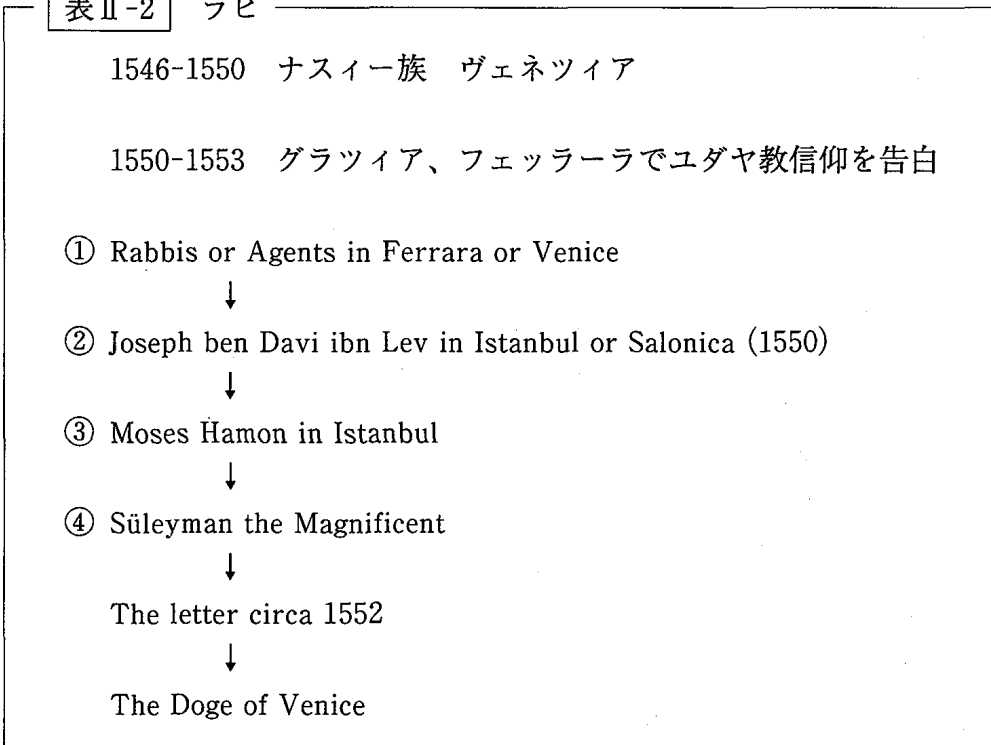 表Ⅱ-2 ラビ
1546-1550 ナスィー族 ヴェネツィア
1550-1553 グラツィア、フェッラーラでユダヤ教信仰を告白
① Rabbis or Agents in Ferrara or Venice
↓
② Joseph ben Davi ibn Lev in Istanbul or Salonica (1550)
↓
③ Moses Hamon in Istanbul
↓
④ Süleyman the Magnificent
↓
The letter circa 1552
↓
The Doge of Venice